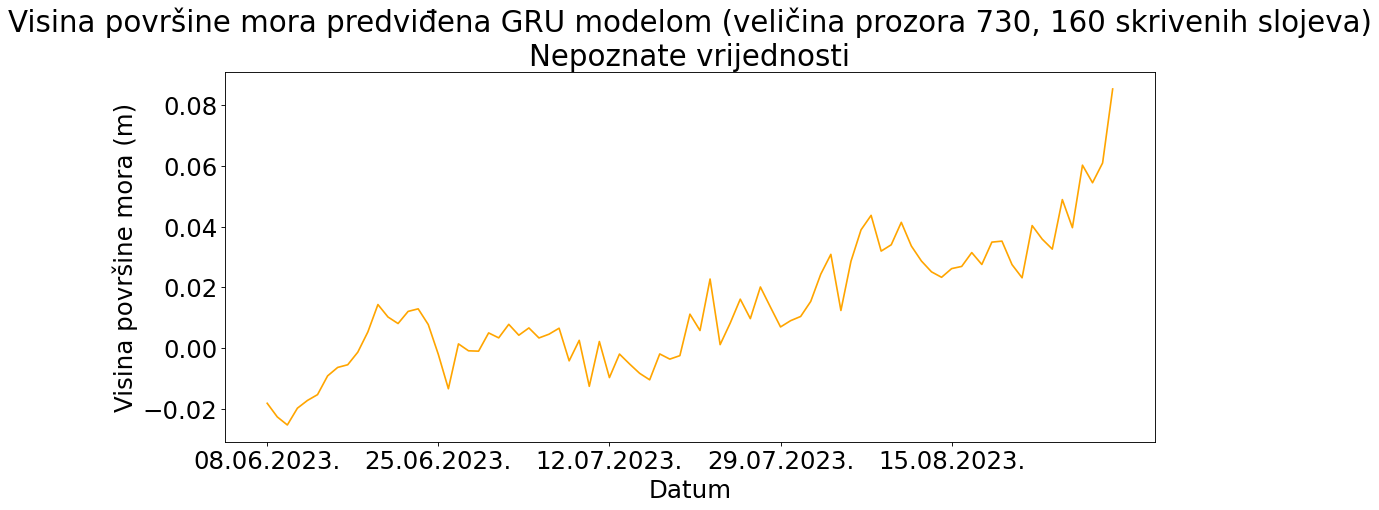 Visina površine mora predviđena GRU modelom (veličina prozora 730, 160 skrivenih slojeva)
Nepoznate vrijednosti
Visina površine mora (m)
0.08
0.06
0.04
0.02
0.00
−0.02
08.06.2023. 25.06.2023. 12.07.2023. 29.07.2023. 15.08.2023.
Datum